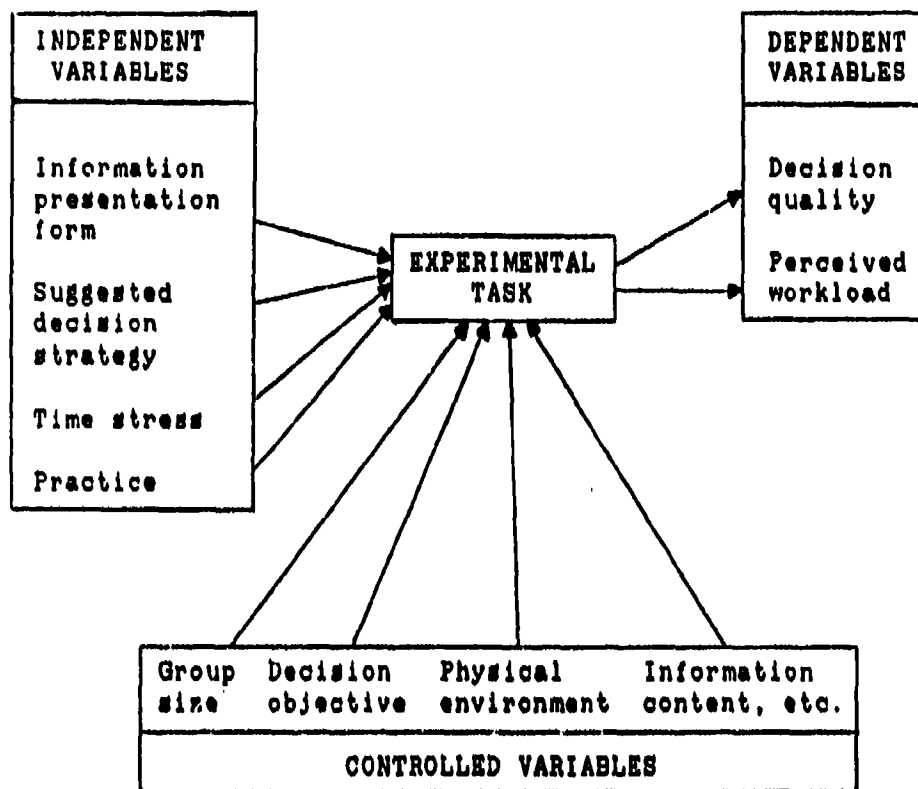 INDEPENDENT
VARIABLES
Information
presentation
form
Suggested
decision
strategy
Time stress
Practice
EXPERIMENTAL
TASK
DEPENDENT
VARIABLES
Decision
quality
Perceived
workload
Group
size
Decision
objective
Physical
environment
Information
content, etc.
CONTROLLED VARIABLES